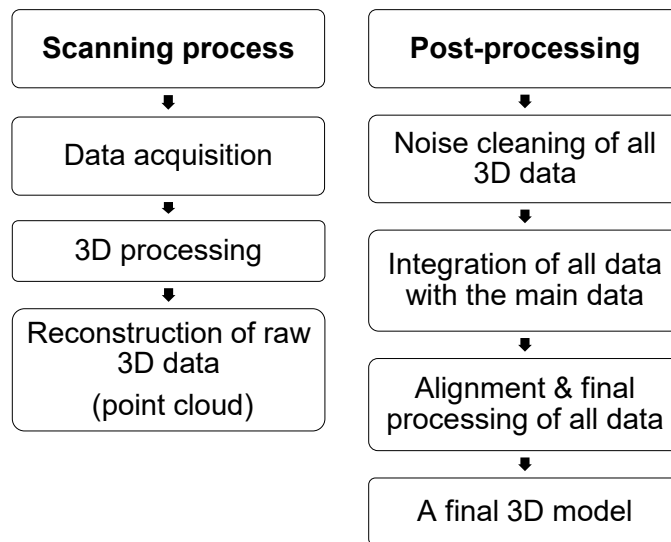 Scanning process
Data acquisition
3D processing
Reconstruction of raw
3D data
(point cloud)
Post-processing
Noise cleaning of all
3D data
Integration of all data
with the main data
Alignment & final
processing of all data
A final 3D model